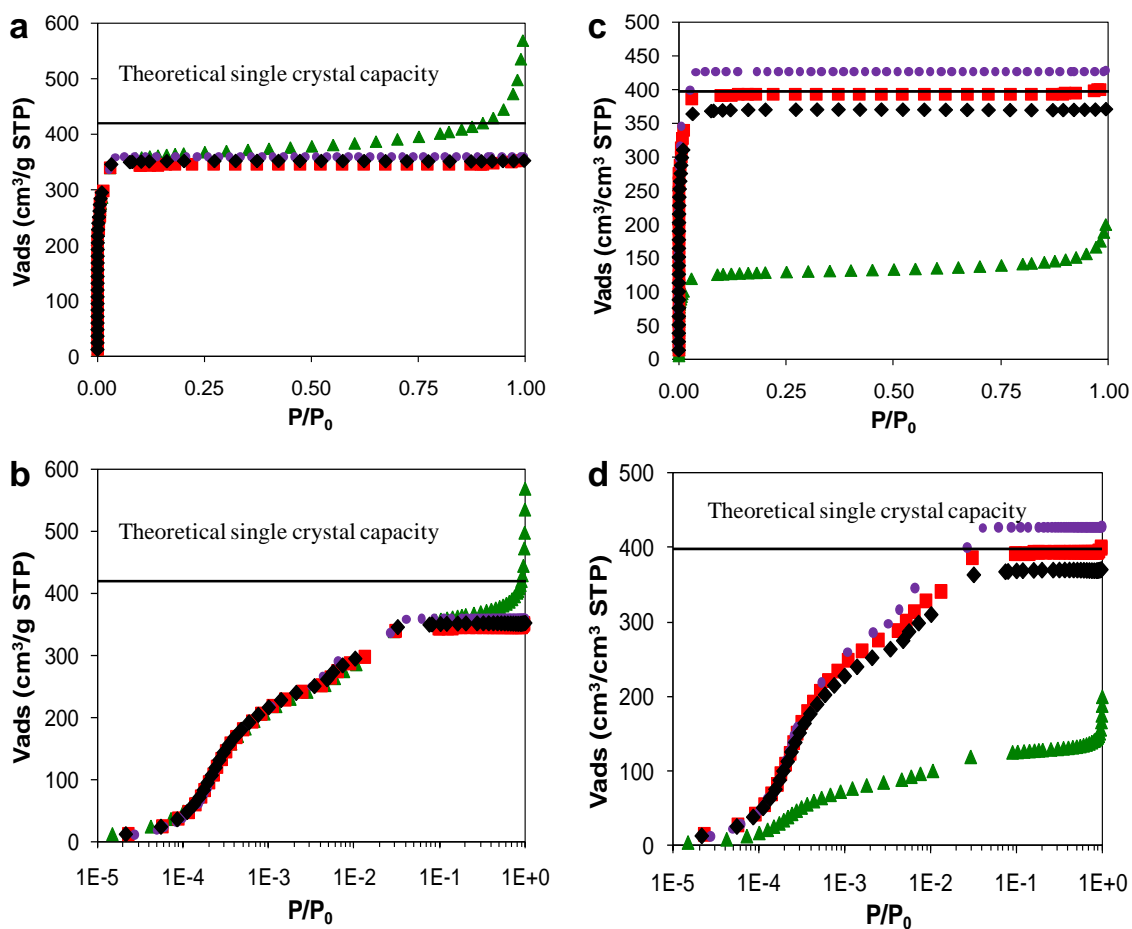 a
Vads (cm³/g STP)
600
500
400
300
200
100
0
Theoretical single crystal capacity
0.00 0.25 0.50 0.75 1.00
P/P₀
c
Vads (cm³/cm³ STP)
500
450
400
350
300
250
200
150
100
50
0
0.00 0.25 0.50 0.75 1.00
P/P₀
b
Vads (cm³/g STP)
600
500
400
300
200
100
0
Theoretical single crystal capacity
1E-5 1E-4 1E-3 1E-2 1E-1 1E+0
P/P₀
d
Vads (cm³/cm³ STP)
500
400
300
200
100
0
Theoretical single crystal capacity
1E-5 1E-4 1E-3 1E-2 1E-1 1E+0
P/P₀